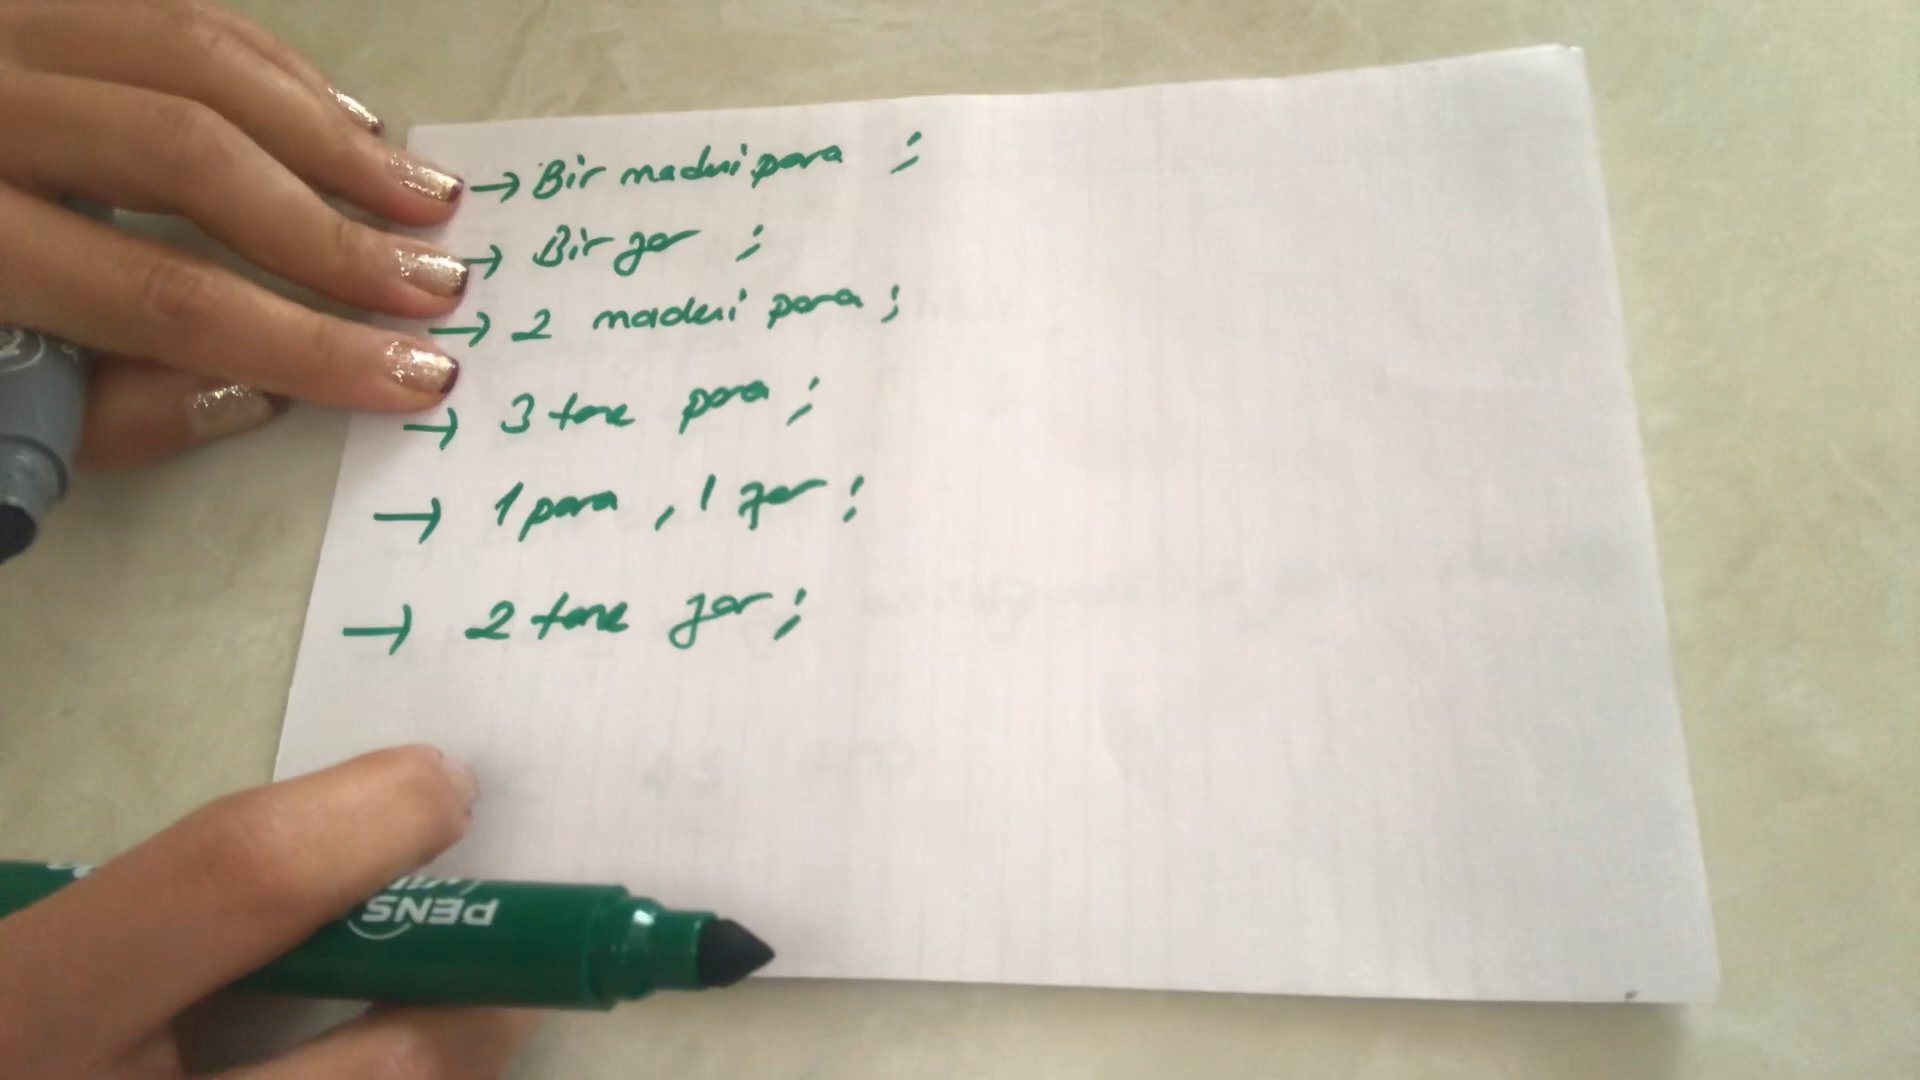 → Bir madeni para ;
→ Bir zar ;
→ 2 madeni para ;
→ 3 tane para ;
→ 1 para , 1 zar ;
→ 2 tane zar ;
PENS